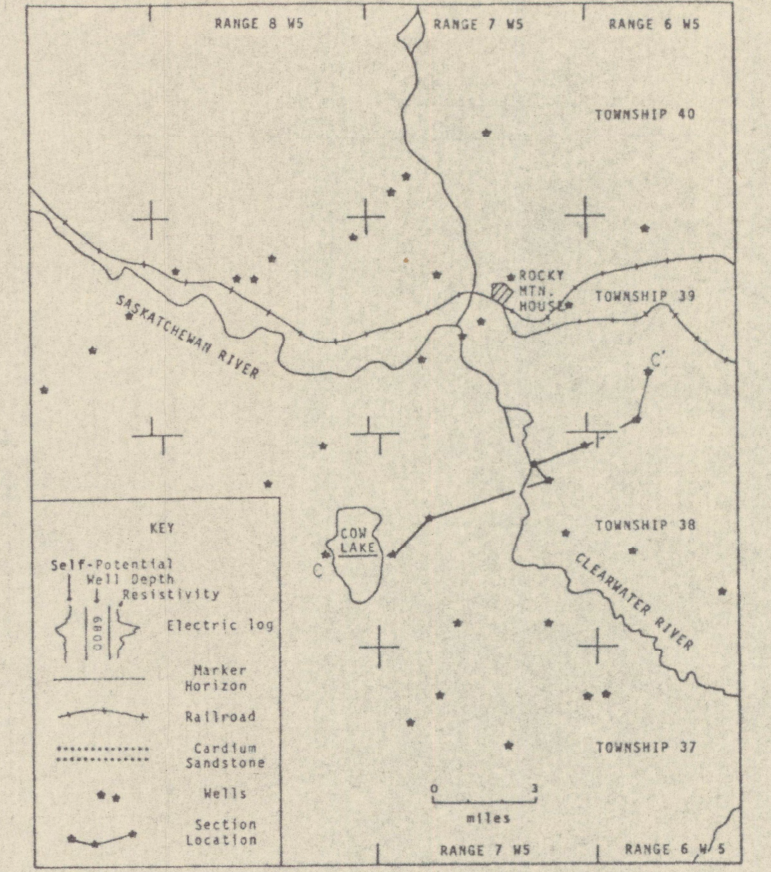 RANGE 8 W5
RANGE 7 W5
RANGE 6 W5
TOWNSHIP 40
ROCKY
MTN.
HOUSE
TOWNSHIP 39
SASKATCHEWAN RIVER
C'
KEY
Self-Potential
Well Depth
Resistivity
6800
Electric log
Marker
Horizon
Railroad
Cardium
Sandstone
Wells
Section
Location
COW
LAKE
C
TOWNSHIP 38
CLEARWATER RIVER
TOWNSHIP 37
0 3
miles
RANGE 7 W5
RANGE 6 W 5